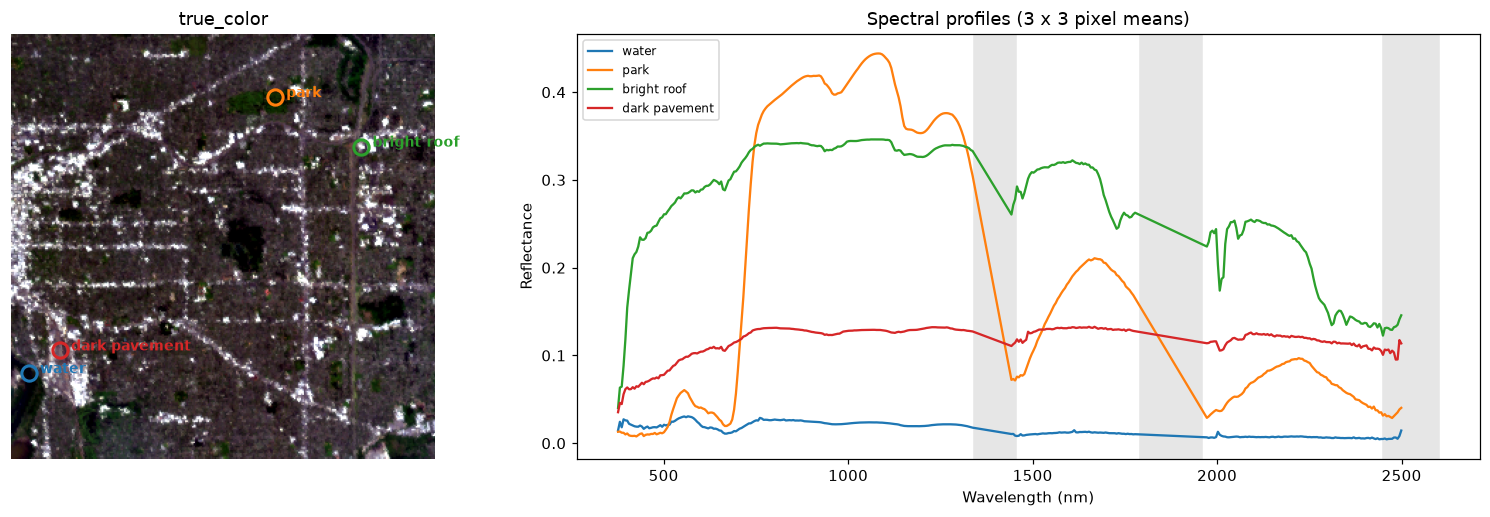 true_color
park
bright roof
dark pavement
water
Spectral profiles (3 x 3 pixel means)
water
park
bright roof
dark pavement
Reflectance
0.4
0.3
0.2
0.1
0.0
500
1000
1500
2000
2500
Wavelength (nm)